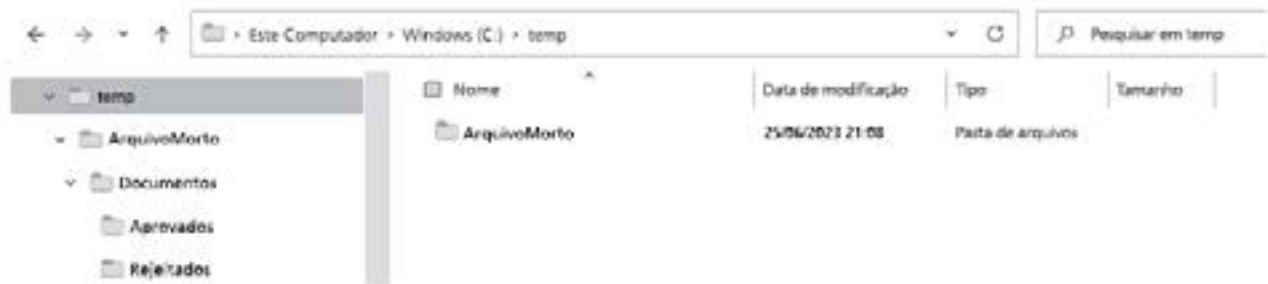 Este Computador > Windows (C:) > temp
Pesquisar em temp
temp
ArquivoMorto
Documentos
Aprovados
Rejeitados
Nome Data de modificação Tipo Tamanho
ArquivoMorto 25/06/2023 21:08 Pasta de arquivos